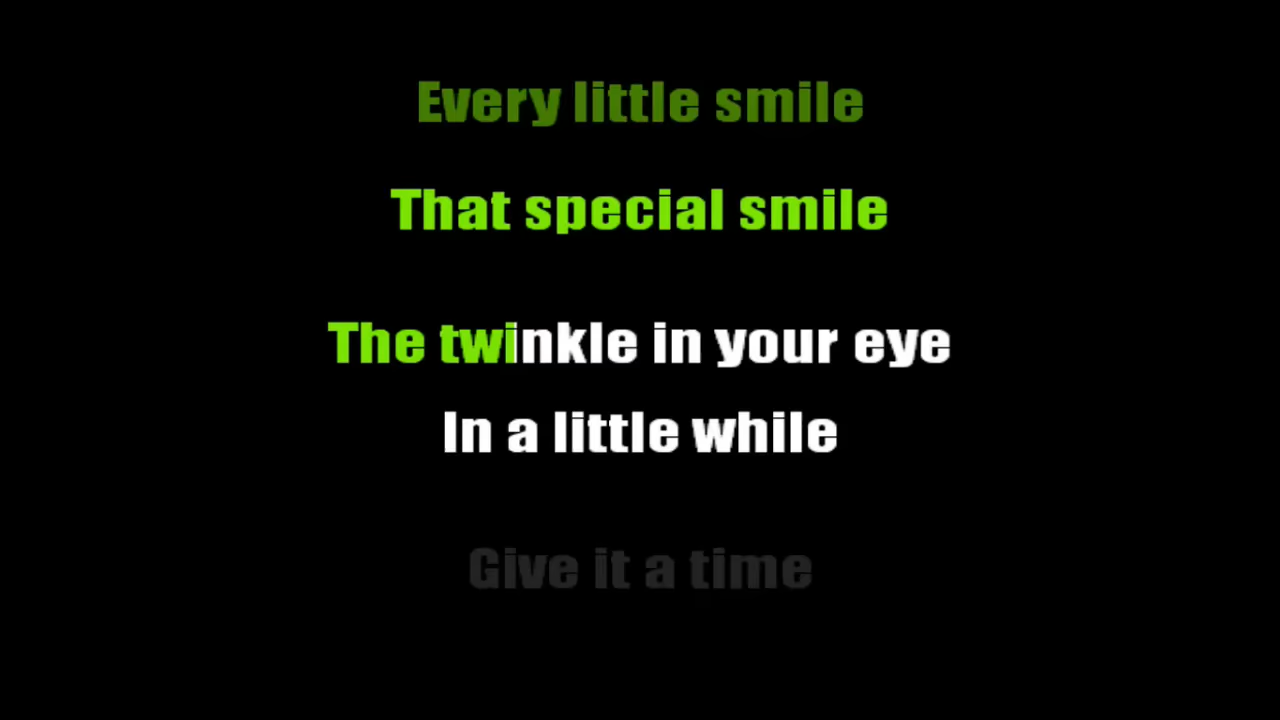 Every little smile
That special smile
The twinkle in your eye
In a little while
Give it a time